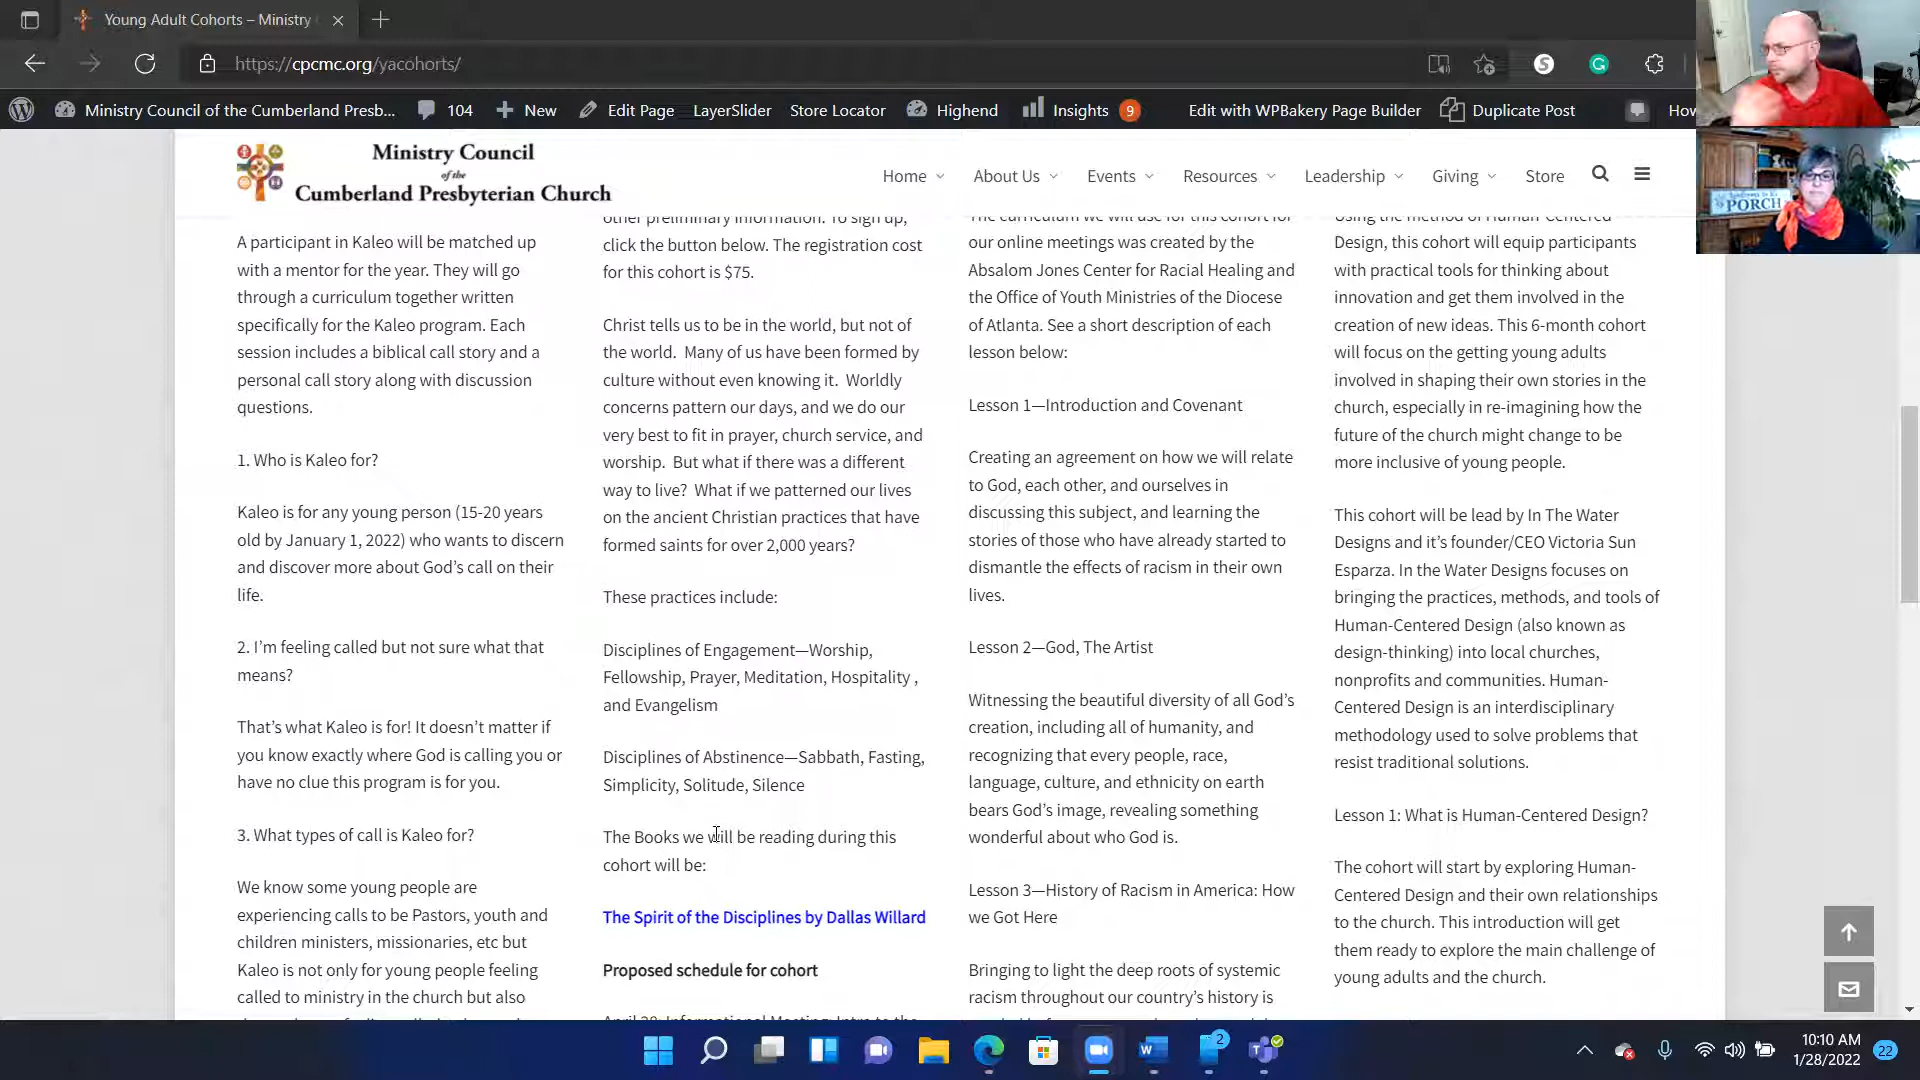 Young Adult Cohorts – Ministry
https://cpcmc.org/yacohorts/
Ministry Council of the Cumberland Presb...
104
New
Edit Page
LayerSlider
Store Locator
Highend
Insights
9
Edit with WPBakery Page Builder
Duplicate Post
How
Ministry Council
of the
Cumberland Presbyterian Church
Home
About Us
Events
Resources
Leadership
Giving
Store
PORCH
A participant in Kaleo will be matched up
with a mentor for the year. They will go
through a curriculum together written
specifically for the Kaleo program. Each
session includes a biblical call story and a
personal call story along with discussion
questions.
1. Who is Kaleo for?
Kaleo is for any young person (15-20 years
old by January 1, 2022) who wants to discern
and discover more about God’s call on their
life.
2. I’m feeling called but not sure what that
means?
That’s what Kaleo is for! It doesn’t matter if
you know exactly where God is calling you or
have no clue this program is for you.
3. What types of call is Kaleo for?
We know some young people are
experiencing calls to be Pastors, youth and
children ministers, missionaries, etc but
Kaleo is not only for young people feeling
called to ministry in the church but also
other preliminary information. To sign up,
click the button below. The registration cost
for this cohort is $75.
Christ tells us to be in the world, but not of
the world.  Many of us have been formed by
culture without even knowing it.  Worldly
concerns pattern our days, and we do our
very best to fit in prayer, church service, and
worship.  But what if there was a different
way to live?  What if we patterned our lives
on the ancient Christian practices that have
formed saints for over 2,000 years?
These practices include:
Disciplines of Engagement—Worship,
Fellowship, Prayer, Meditation, Hospitality ,
and Evangelism
Disciplines of Abstinence—Sabbath, Fasting,
Simplicity, Solitude, Silence
The Books we will be reading during this
cohort will be:
The Spirit of the Disciplines by Dallas Willard
Proposed schedule for cohort
The curriculum we will use for this cohort for
our online meetings was created by the
Absalom Jones Center for Racial Healing and
the Office of Youth Ministries of the Diocese
of Atlanta. See a short description of each
lesson below:
Lesson 1—Introduction and Covenant
Creating an agreement on how we will relate
to God, each other, and ourselves in
discussing this subject, and learning the
stories of those who have already started to
dismantle the effects of racism in their own
lives.
Lesson 2—God, The Artist
Witnessing the beautiful diversity of all God’s
creation, including all of humanity, and
recognizing that every people, race,
language, culture, and ethnicity on earth
bears God’s image, revealing something
wonderful about who God is.
Lesson 3—History of Racism in America: How
we Got Here
Bringing to light the deep roots of systemic
racism throughout our country’s history is
Using the method of Human-Centered
Design, this cohort will equip participants
with practical tools for thinking about
innovation and get them involved in the
creation of new ideas. This 6-month cohort
will focus on the getting young adults
involved in shaping their own stories in the
church, especially in re-imagining how the
future of the church might change to be
more inclusive of young people.
This cohort will be lead by In The Water
Designs and it’s founder/CEO Victoria Sun
Esparza. In the Water Designs focuses on
bringing the practices, methods, and tools of
Human-Centered Design (also known as
design-thinking) into local churches,
nonprofits and communities. Human-
Centered Design is an interdisciplinary
methodology used to solve problems that
resist traditional solutions.
Lesson 1: What is Human-Centered Design?
The cohort will start by exploring Human-
Centered Design and their own relationships
to the church. This introduction will get
them ready to explore the main challenge of
young adults and the church.
2
10:10 AM
1/28/2022
22